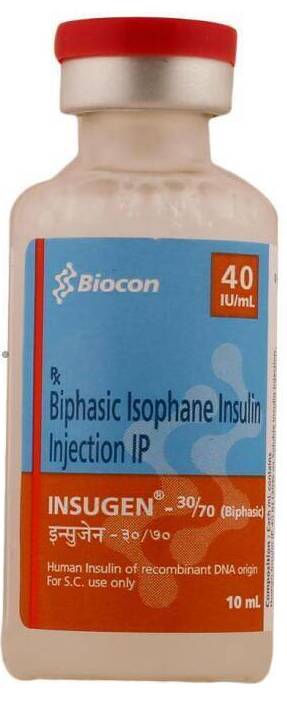 Biocon
40
IU/mL
Rx
Biphasic Isophane Insulin
Injection IP
INSUGEN® - 30/70 (Biphasic)
इन्सुजेन - ३०/७०
Human Insulin of recombinant DNA origin
For S.C. use only
10 mL